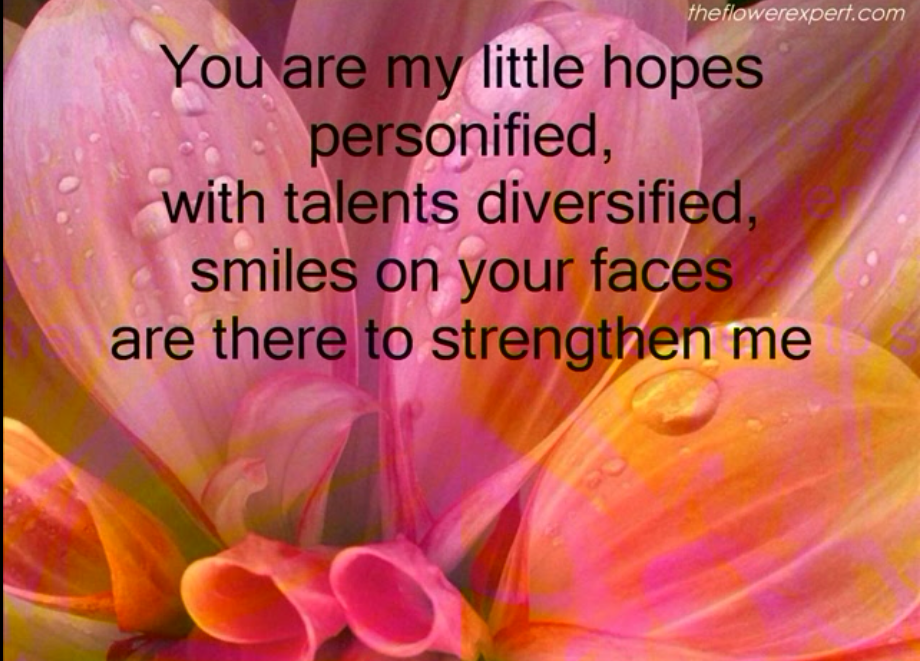 theflowerexpert.com
You are my little hopes
personified,
with talents diversified,
smiles on your faces
are there to strengthen me